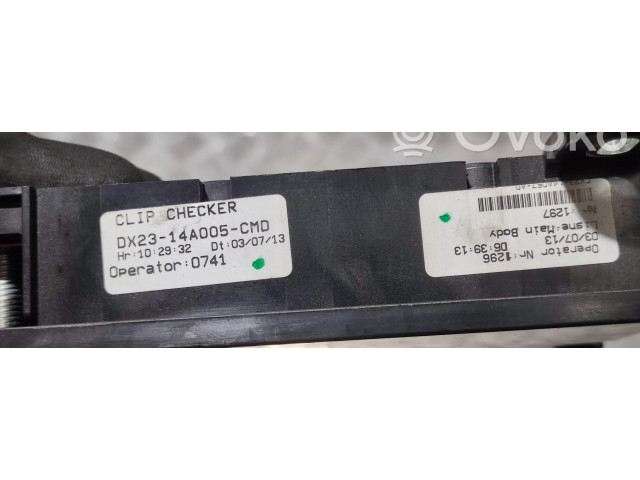 CLIP CHECKER
DX23-14A005-CMD
Hr:10:29:32 Dt:03/07/13
Operator:0741
Operator Nr:1296
03/07/13 06:39:13
Lisne:Main Body
Nr:1297
Ovoko